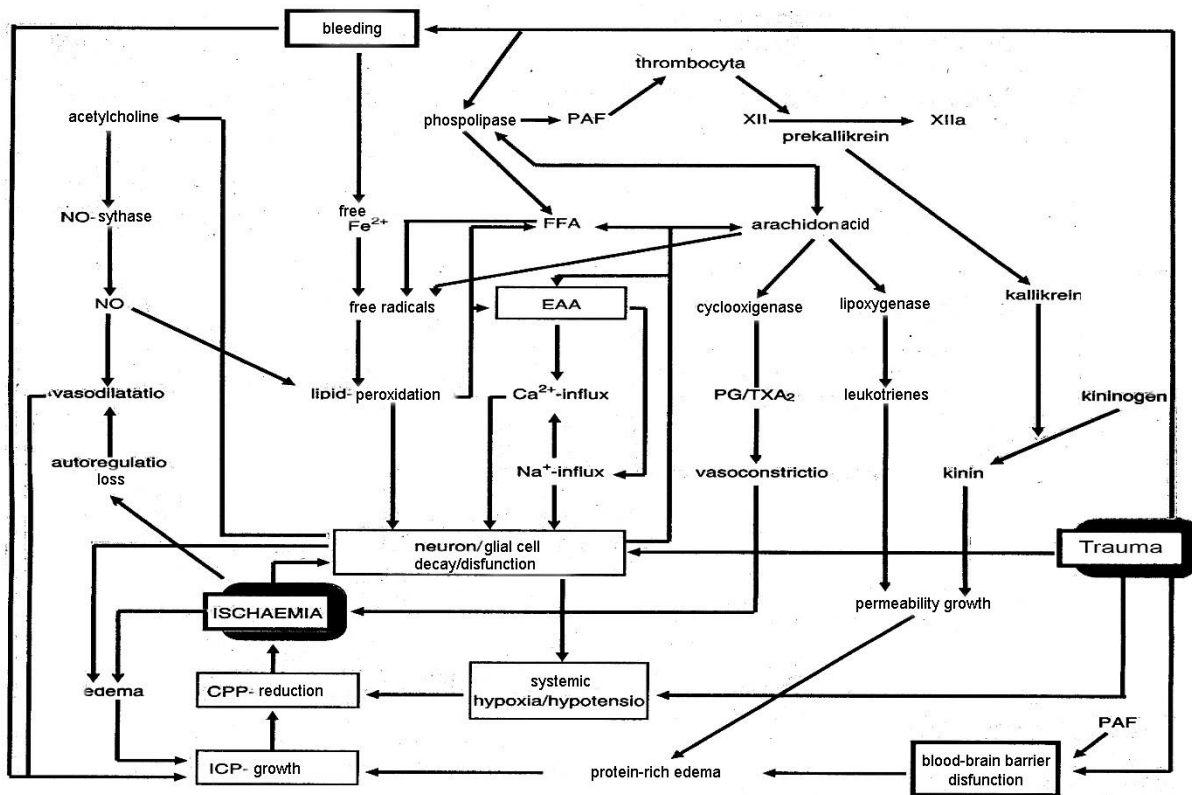 bleeding
thrombocyta
acetylcholine
phospolipase
PAF
XII
XIIa
prekallikrein
NO-sythase
free
Fe2+
FFA
arachidon acid
NO
free radicals
EAA
cyclooxigenase
lipoxygenase
kallikrein
vasodilatatio
lipid-peroxidation
Ca2+-influx
PG/TXA2
leukotrienes
kininogen
autoregulatio
loss
Na+-influx
vasoconstrictio
kinin
neuron/glial cell
decay/disfunction
Trauma
ISCHAEMIA
permeability growth
edema
CPP-reduction
systemic
hypoxia/hypotensio
PAF
ICP-growth
protein-rich edema
blood-brain barrier
disfunction